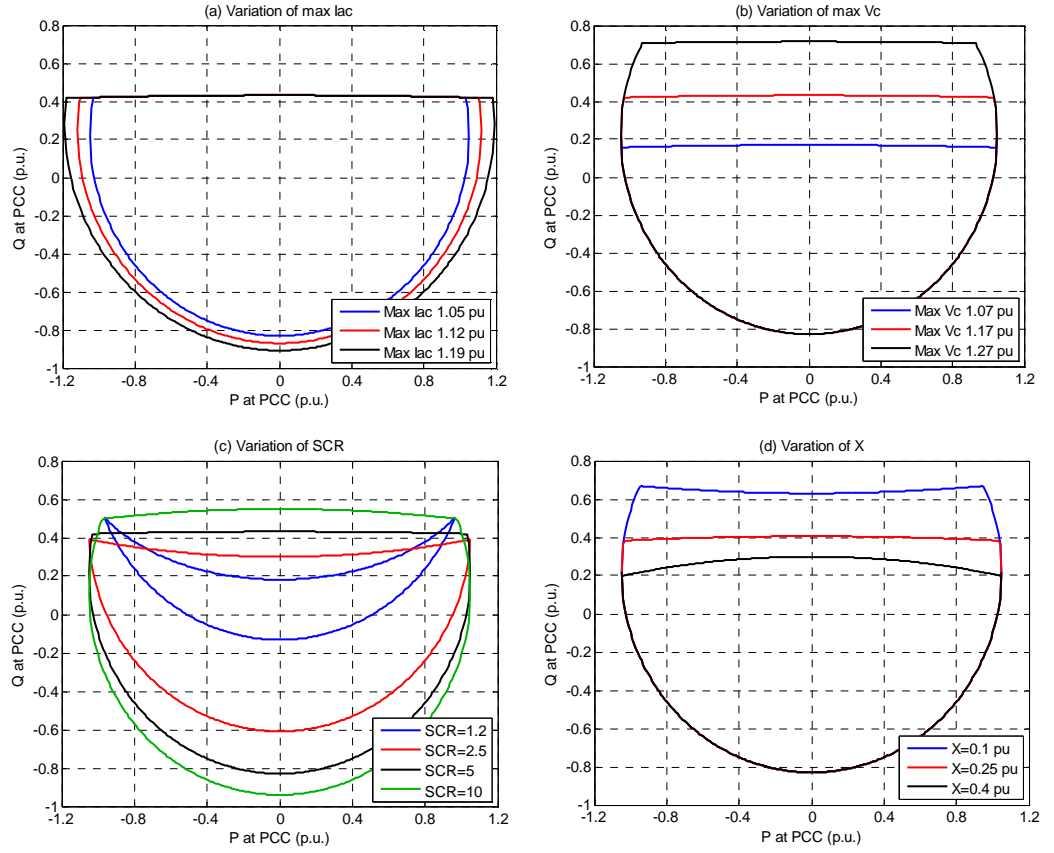 (a) Variation of max Iac
Q at PCC (p.u.)
0.8
0.6
0.4
0.2
0
-0.2
-0.4
-0.6
-0.8
-1
-1.2
-0.8
-0.4
0
0.4
0.8
1.2
P at PCC (p.u.)
Max Iac 1.05 pu
Max Iac 1.12 pu
Max Iac 1.19 pu
(b) Variation of max Vc
Q at PCC (p.u.)
0.8
0.6
0.4
0.2
0
-0.2
-0.4
-0.6
-0.8
-1
-1.2
-0.8
-0.4
0
0.4
0.8
1.2
P at PCC (p.u.)
Max Vc 1.07 pu
Max Vc 1.17 pu
Max Vc 1.27 pu
(c) Variation of SCR
Q at PCC (p.u.)
0.8
0.6
0.4
0.2
0
-0.2
-0.4
-0.6
-0.8
-1
-1.2
-0.8
-0.4
0
0.4
0.8
1.2
P at PCC (p.u.)
SCR=1.2
SCR=2.5
SCR=5
SCR=10
(d) Varation of X
Q at PCC (p.u.)
0.8
0.6
0.4
0.2
0
-0.2
-0.4
-0.6
-0.8
-1
-1.2
-0.8
-0.4
0
0.4
0.8
1.2
P at PCC (p.u.)
X=0.1 pu
X=0.25 pu
X=0.4 pu